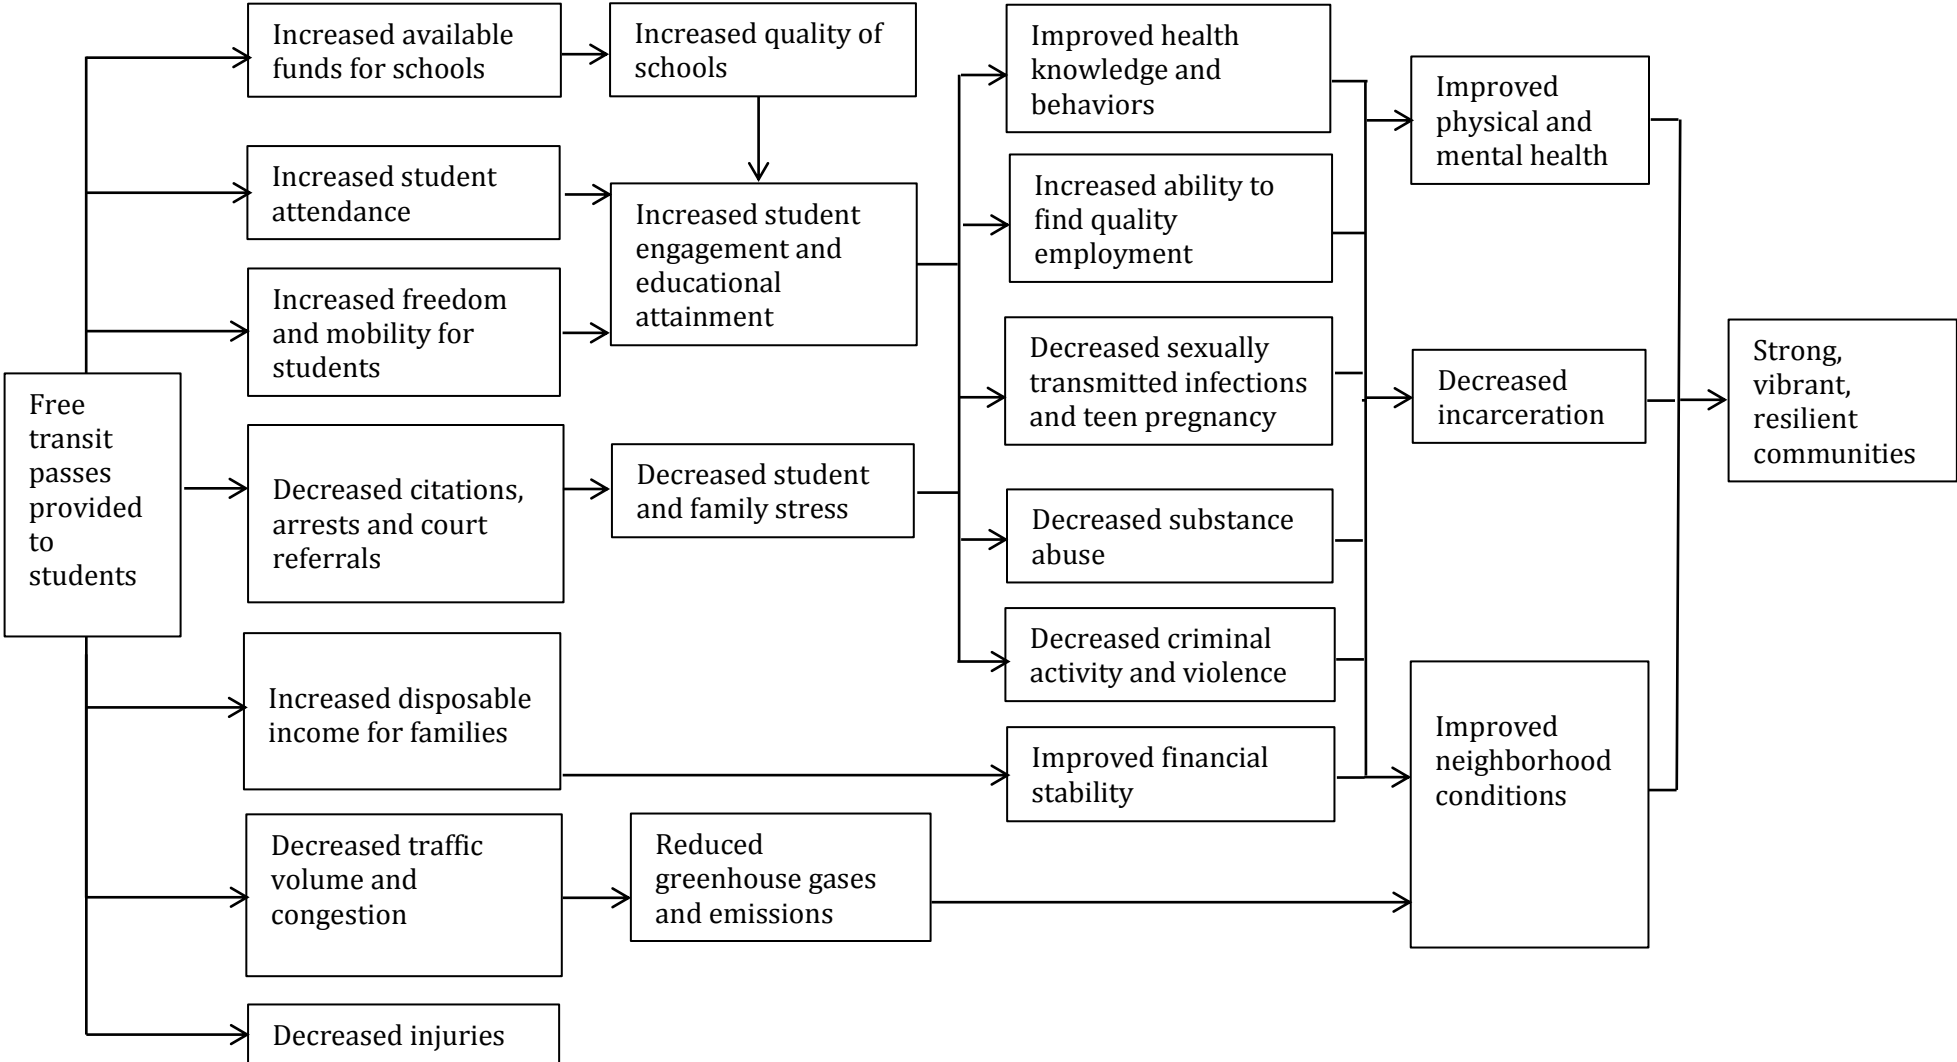 Increased available
funds for schools
Increased quality of
schools
Improved health
knowledge and
behaviors
Improved
physical and
mental health
Increased student
attendance
Increased student
engagement and
educational
attainment
Increased ability to
find quality
employment
Increased freedom
and mobility for
students
Decreased sexually
transmitted infections
and teen pregnancy
Decreased
incarceration
Strong,
vibrant,
resilient
communities
Free
transit
passes
provided
to
students
Decreased citations,
arrests and court
referrals
Decreased student
and family stress
Decreased substance
abuse
Decreased criminal
activity and violence
Increased disposable
income for families
Improved financial
stability
Improved
neighborhood
conditions
Decreased traffic
volume and
congestion
Reduced
greenhouse gases
and emissions
Decreased injuries